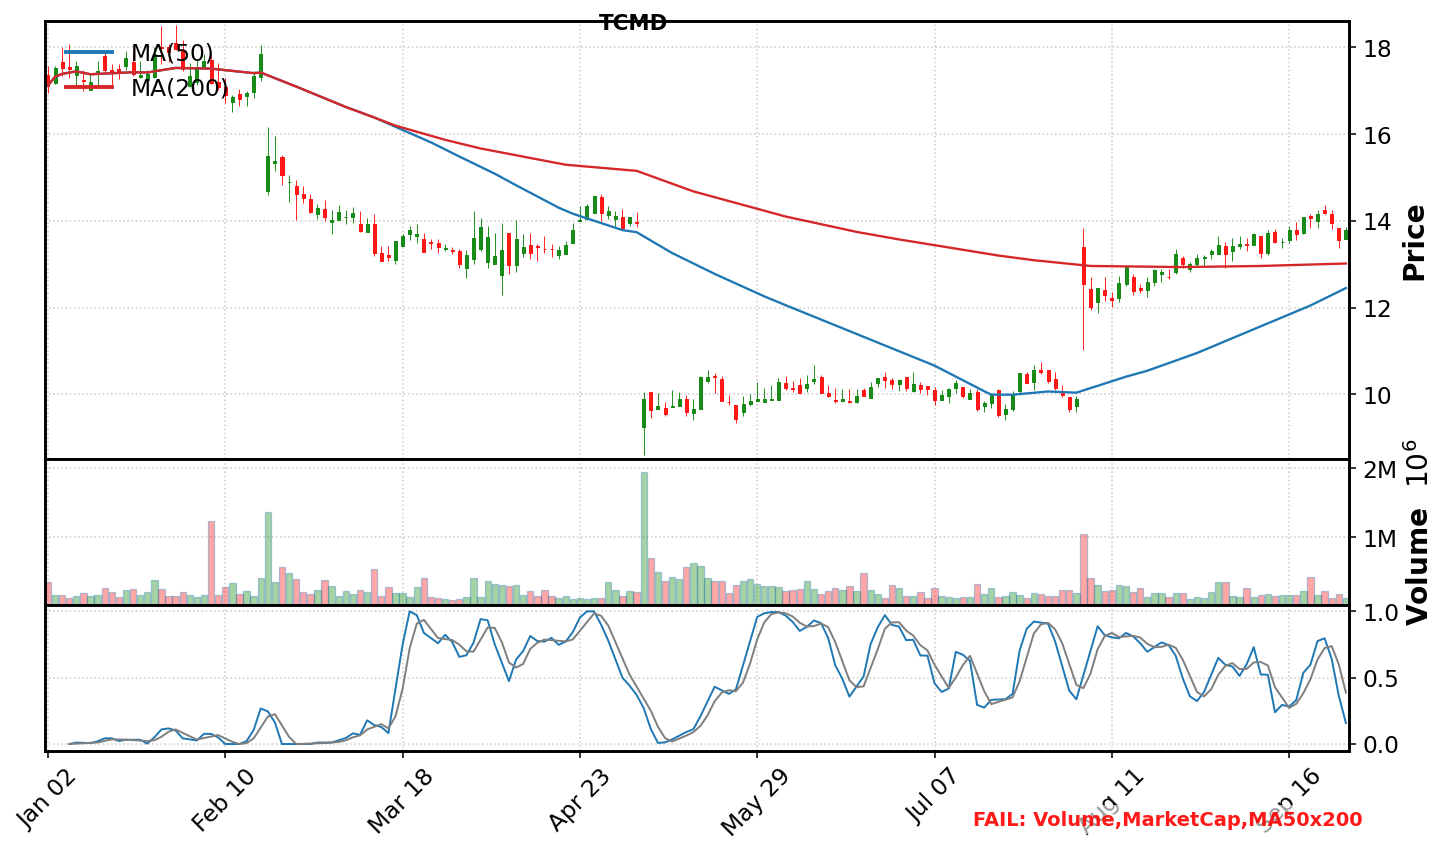 TCMD
MA(50)
MA(200)
18
16
14
12
10
Price
2M
1M
Volume 10^6
1.0
0.5
0.0
Jan 02
Feb 10
Mar 18
Apr 23
May 29
Jul 07
Aug 11
Sep 16
FAIL: Volume,MarketCap,MA50x200